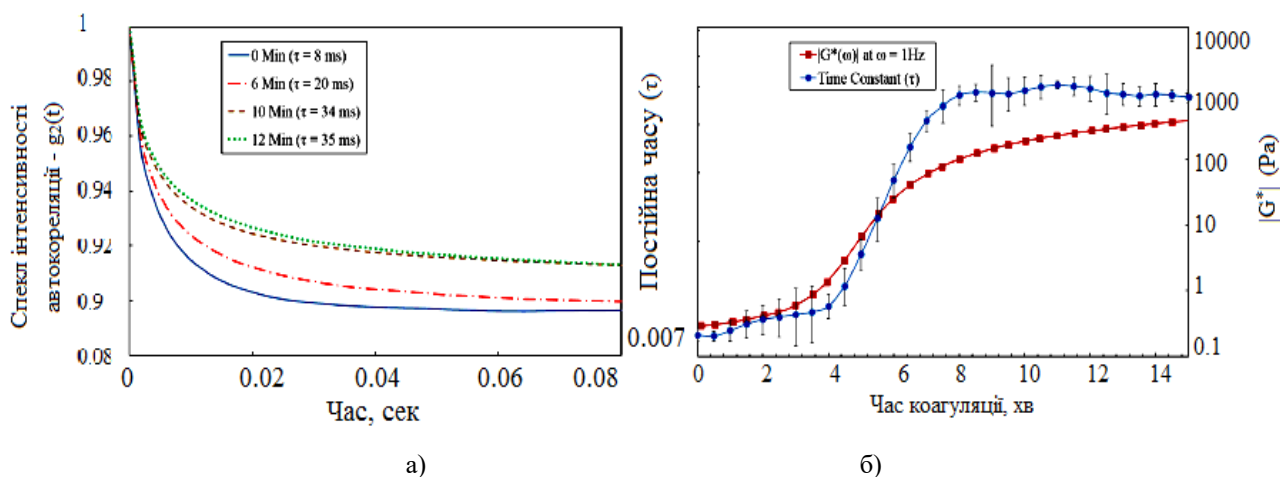 1
0.98
0.96
0.94
0.92
0.9
0.08
Спекл інтенсивності
автокореляції - g2(t)
0 Min (τ = 8 ms)
6 Min (τ = 20 ms)
10 Min (τ = 34 ms)
12 Min (τ = 35 ms)
0
0.02
0.04
0.06
0.08
Час, сек
а)
Постійна часу (τ)
0.007
|G*(ω)| at ω = 1Hz
Time Constant (τ)
10000
1000
100
10
1
0.1
|G*| (Pa)
0
2
4
6
8
10
12
14
Час коагуляції, хв
б)